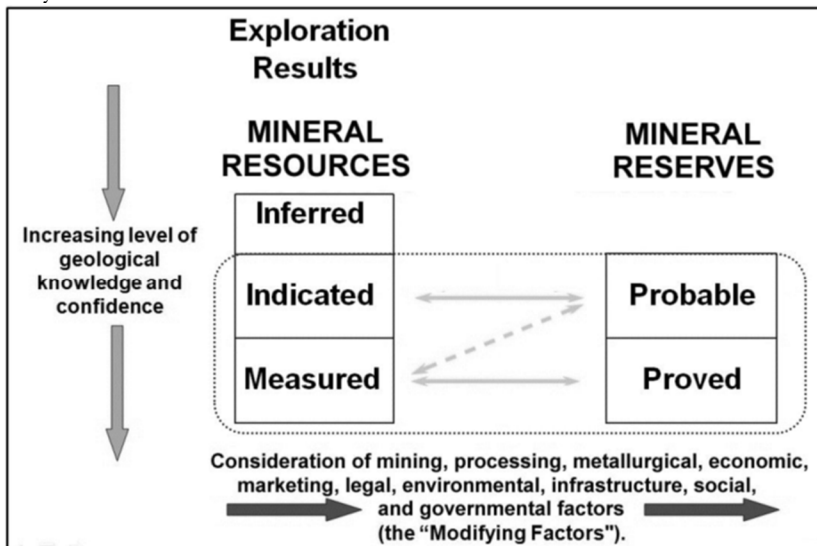 Exploration
Results
MINERAL
RESOURCES
MINERAL
RESERVES
Inferred
Increasing level of
geological
knowledge and
confidence
Indicated
Probable
Measured
Proved
Consideration of mining, processing, metallurgical, economic,
marketing, legal, environmental, infrastructure, social,
and governmental factors
(the “Modifying Factors").